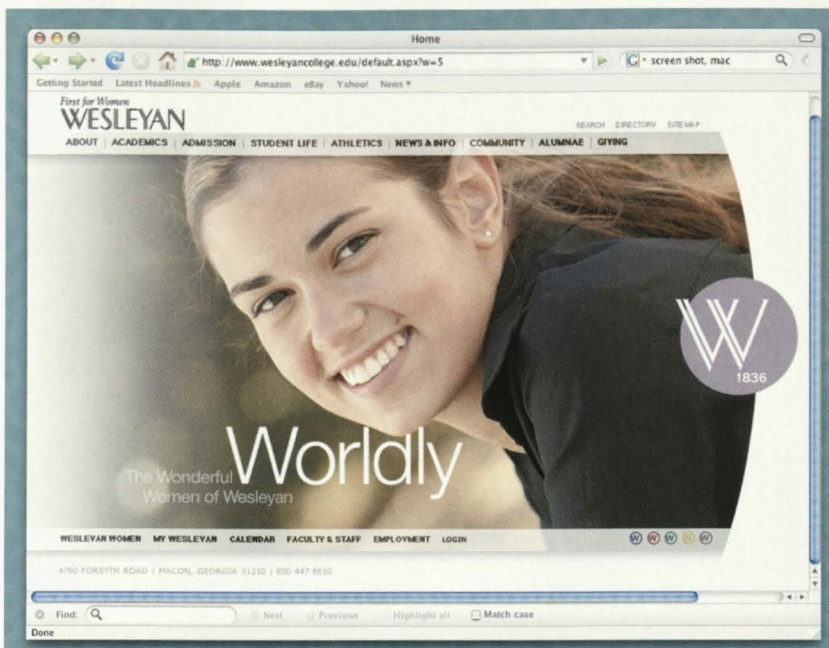 Home
http://www.wesleyancollege.edu/default.aspx?w=5
G screen shot, mac
Getting Started Latest Headlines Apple Amazon eBay Yahoo! News
First for Women
WESLEYAN
SEARCH DIRECTORY SITE MAP
ABOUT | ACADEMICS | ADMISSION | STUDENT LIFE | ATHLETICS | NEWS & INFO | COMMUNITY | ALUMNAE | GIVING
W
1836
Worldly
The Wonderful
Women of Wesleyan
WESLEYAN WOMEN MY WESLEYAN CALENDAR FACULTY & STAFF EMPLOYMENT LOGIN
W W W W W
4760 FORSYTH ROAD | MACON, GEORGIA 31210 | 800 447 6610
Find: Next Previous Highlight all Match case
Done